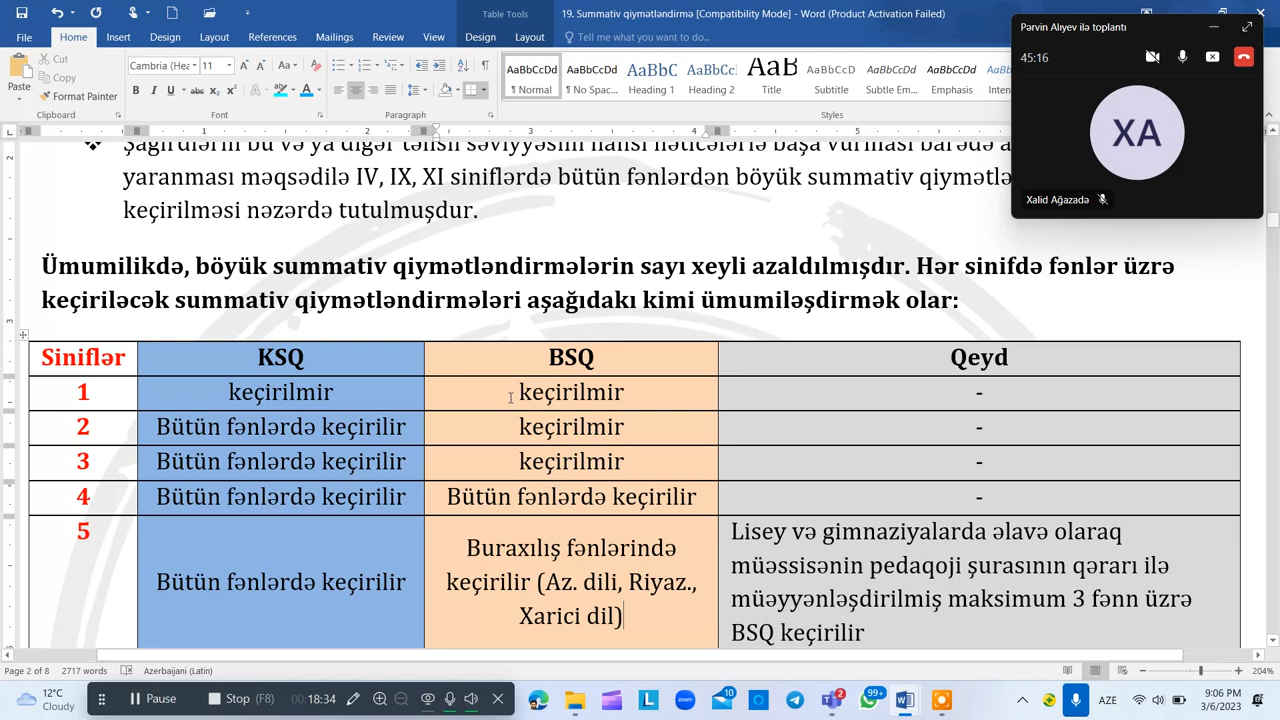 Table Tools
19. Summativ Qiymətləndirmə (2.Mətn) [Compatibility Mode] - Word (Product Activation Failed)
File
Home
Insert
Design
Layout
References
Mailings
Review
View
Design
Layout
Tell me what you want to do...
Pərvin Alıyev ilə toplantı
45:16
XA
Xalid Ağazadə
Paste
Cut
Copy
Format Painter
Clipboard
Cambria (Hea
11
Font
Paragraph
AaBbCcDd
¶ Normal
AaBbCcDd
¶ No Spac...
AaBbC
Heading 1
AaBbC
Heading 2
AaB
Title
AaBbCcD
Subtitle
AaBbCcDd
Subtle Em...
AaBbCcDd
Emphasis
Styles
yaranması məqsədilə IV, IX, XI siniflərdə bütün fənlərdən böyük summativ qiymətlə
keçirilməsi nəzərdə tutulmuşdur.
Ümumilikdə, böyük summativ qiymətləndirmələrin sayı xeyli azaldılmışdır. Hər sinifdə fənlər üzrə
keçiriləcək summativ qiymətləndirmələri aşağıdakı kimi ümumiləşdirmək olar:
Siniflər KSQ BSQ Qeyd
1 keçirilmir keçirilmir -
2 Bütün fənlərdə keçirilir keçirilmir -
3 Bütün fənlərdə keçirilir keçirilmir -
4 Bütün fənlərdə keçirilir Bütün fənlərdə keçirilir -
5
Bütün fənlərdə keçirilir
Buraxılış fənlərində
keçirilir (Az. dili, Riyaz.,
Xarici dil)
Lisey və gimnaziyalarda əlavə olaraq
müəssisənin pedaqoji şurasının qərarı ilə
müəyyənləşdirilmiş maksimum 3 fənn üzrə
BSQ keçirilir
Page 2 of 8
2717 words
Azerbaijani (Latin)
204%
12°C
Cloudy
Pause
Stop (F8)
00:18:34
10
2
99+
AZE
9:06 PM
3/6/2023